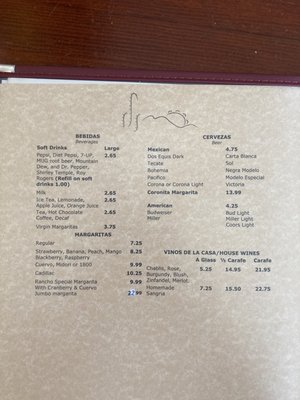 BEBIDAS
Beverages
Soft Drinks Large
Pepsi, Diet Pepsi, 7-UP, 2.65
MUG root beer, Mountain
Dew, and Dr. Pepper,
Shirley Temple, Roy
Rogers (Refill on soft
drinks 1.00)
Milk 2.65
Ice Tea, Lemonade, 2.65
Apple Juice, Orange Juice
Tea, Hot Chocolate 2.65
Coffee, Decaf
Virgin Margaritas 3.75
MARGARITAS
Regular 7.25
Strawberry, Banana, Peach, Mango 8.25
Blackberry, Raspberry
Cuervo, Midori or 1800 9.99
Cadillac 10.25
Rancho Special Margarita 9.99
With Cranberry & Cuervo
Jumbo margarita 22.99
CERVEZAS
Beer
Mexican 4.75
Dos Equis Dark Carta Blanca
Tecate Sol
Bohemia Negra Modelo
Pacifico Modelo Especial
Corona or Corona Light Victoria
Coronita Margarita 13.99
American 4.25
Budweiser Bud Light
Miller Miller Light
Coors Light
VINOS DE LA CASA/HOUSE WINES
A Glass ½ Carafe Carafe
Chablis, Rose, 5.25 14.95 21.95
Burgundy, Blush,
Zinfandel, Merlot
Homemade 7.25 15.50 22.75
Sangria